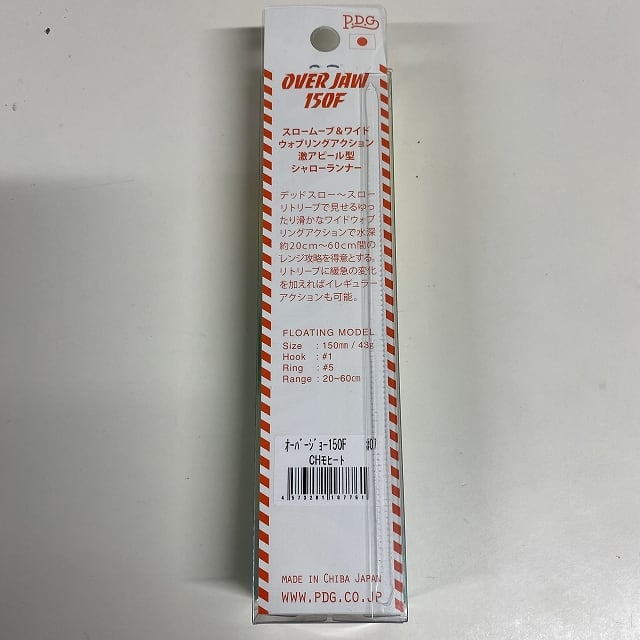 P.D.G
OVER JAW
150F
スロームーブ＆ワイド
ウォブリングアクション
激アピール型
シャローランナー
デッドスロー〜スロー
リトリーブで見せるゆっ
たり滑かなワイドウォブ
リングアクションで水深
約20cm〜60cm間の
レンジ攻略を得意とする。
リトリーブに緩急の変化
を加えればイレギュラー
アクションも可能。
FLOATING MODEL
Size : 150mm / 43g
Hook : #1
Ring : #5
Range : 20~60cm
ｵｰﾊﾞｰｼﾞｮｰ150F
CHモヒート
MADE IN CHIBA JAPAN
WWW.PDG.CO.JP